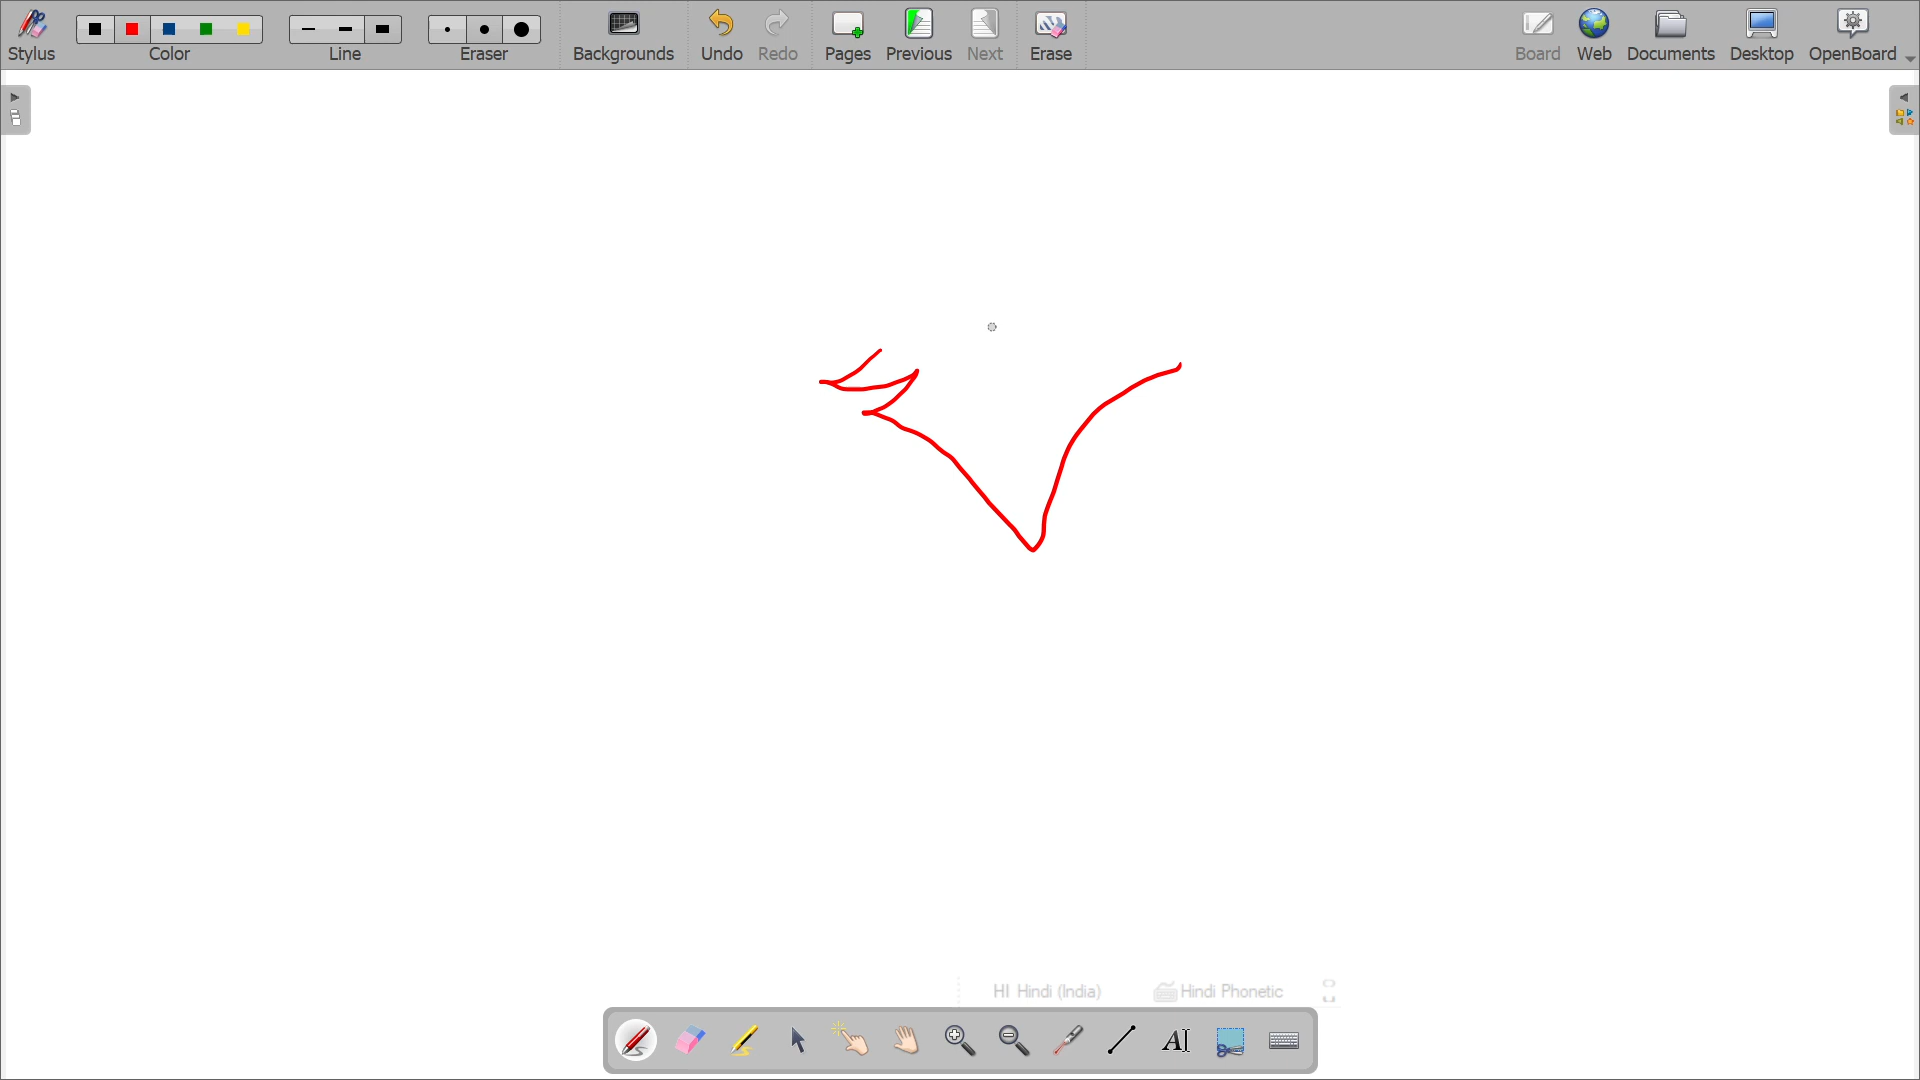 Stylus Color Line Eraser Backgrounds Undo Redo Pages Previous Next Erase Board Web Documents Desktop OpenBoard
HI Hindi (India) Hindi Phonetic
AI